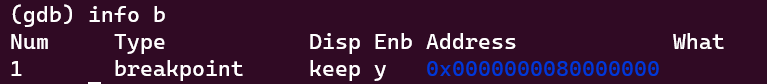 (gdb) info b
Num     Type           Disp Enb Address            What
1     _ breakpoint     keep y   0x0000000080000000